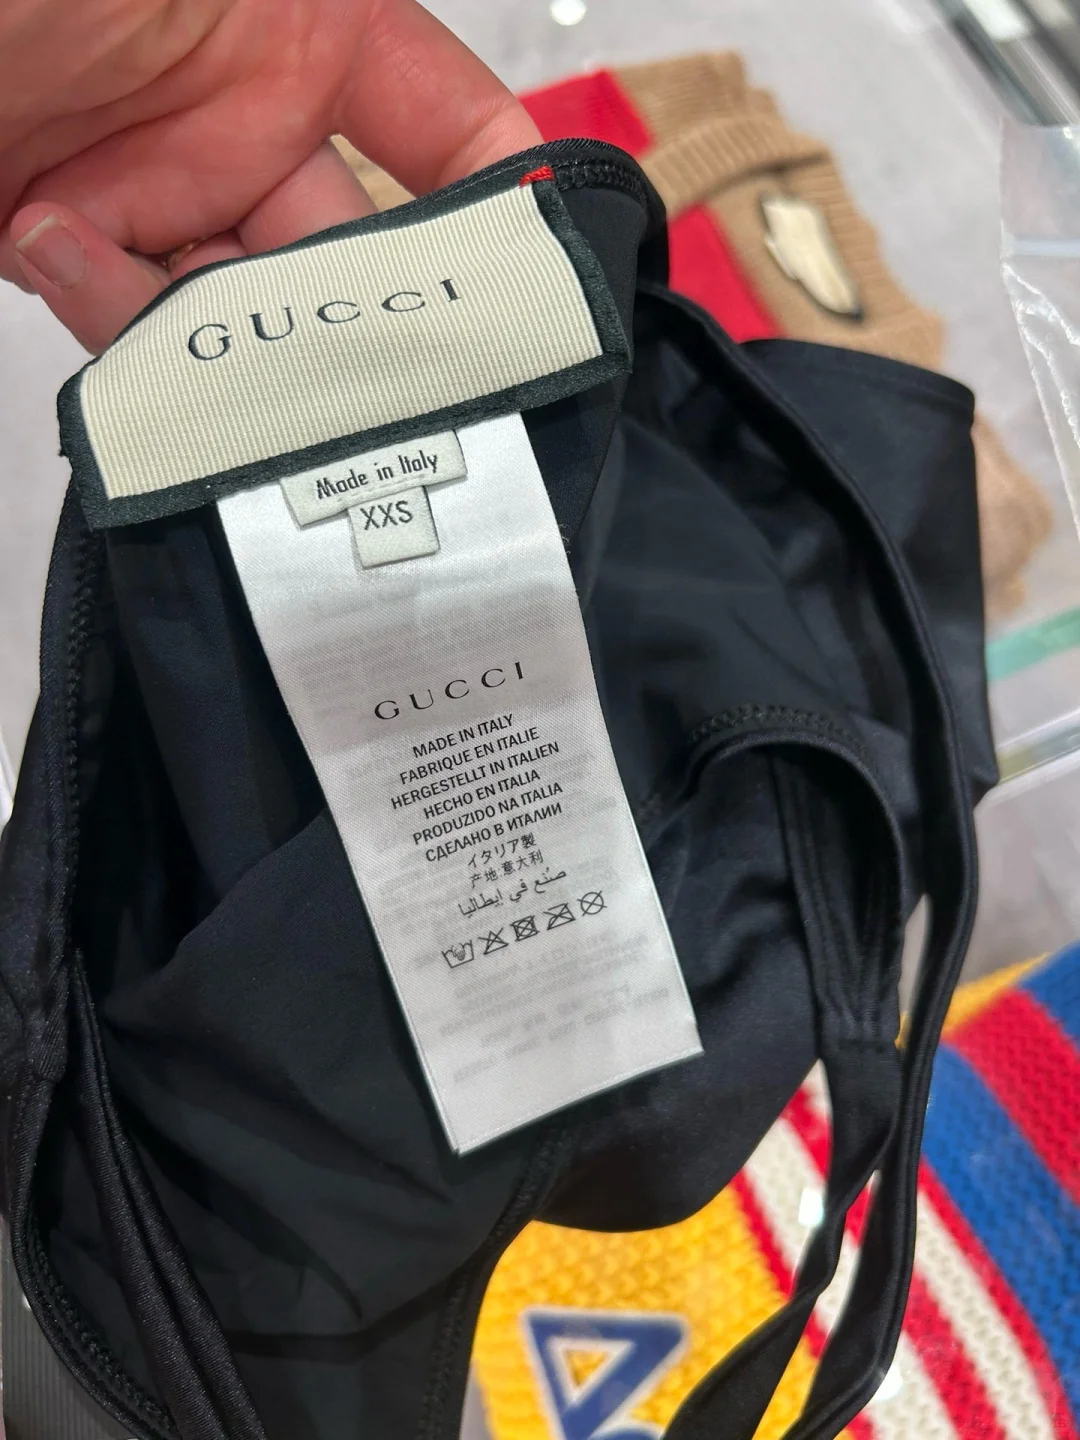 GUCCI
Made in Italy
XXS
GUCCI
MADE IN ITALY
FABRIQUE EN ITALIE
HERGESTELLT IN ITALIEN
HECHO EN ITALIA
PRODUZIDO NA ITALIA
СДЕЛАНО В ИТАЛИИ
イタリア製
产地:意大利
صنع في إيطاليا